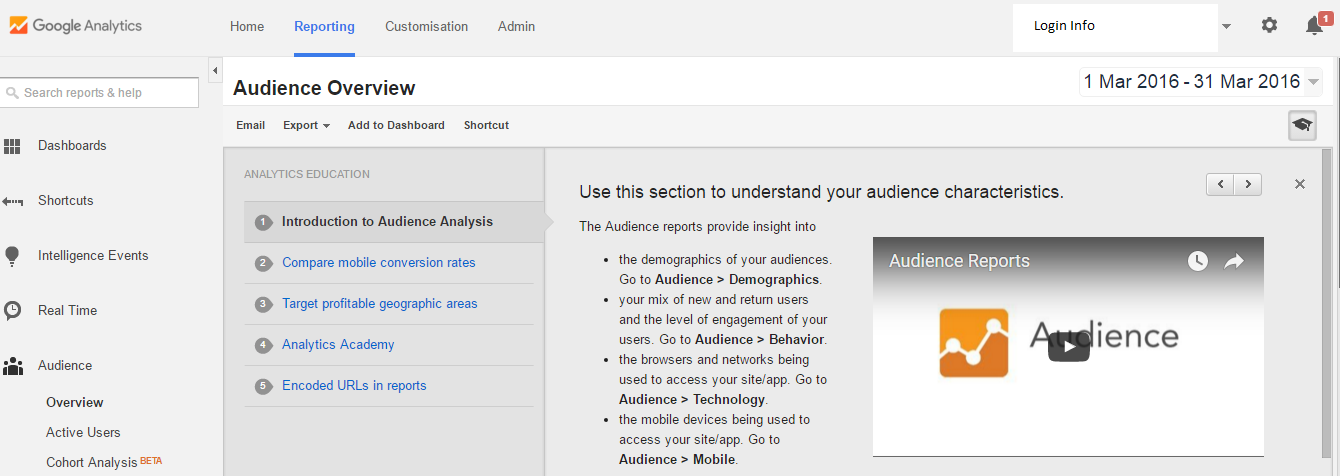 Google Analytics
Home Reporting Customisation Admin
Login Info
1
Search reports & help
Dashboards
Shortcuts
Intelligence Events
Real Time
Audience
Overview
Active Users
Cohort Analysis BETA
Audience Overview
1 Mar 2016 - 31 Mar 2016
Email Export Add to Dashboard Shortcut
ANALYTICS EDUCATION
1 Introduction to Audience Analysis
2 Compare mobile conversion rates
3 Target profitable geographic areas
4 Analytics Academy
5 Encoded URLs in reports
Use this section to understand your audience characteristics.
The Audience reports provide insight into
• the demographics of your audiences.
Go to Audience > Demographics.
• your mix of new and return users
and the level of engagement of your
users. Go to Audience > Behavior.
• the browsers and networks being
used to access your site/app. Go to
Audience > Technology.
• the mobile devices being used to
access your site/app. Go to
Audience > Mobile.
Audience Reports
Audience